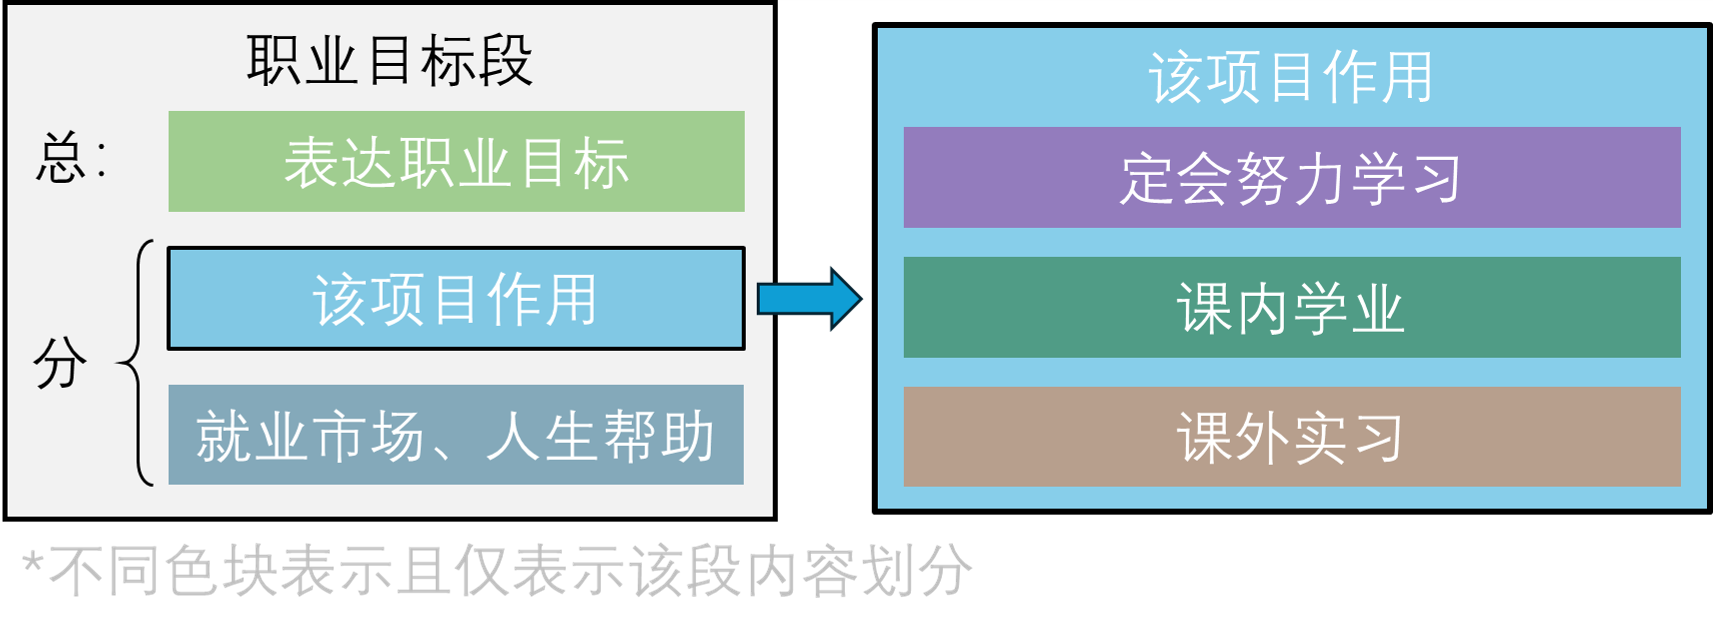 职业目标段
总:
表达职业目标
分
该项目作用
就业市场、人生帮助
该项目作用
定会努力学习
课内学业
课外实习
*不同色块表示且仅表示该段内容划分